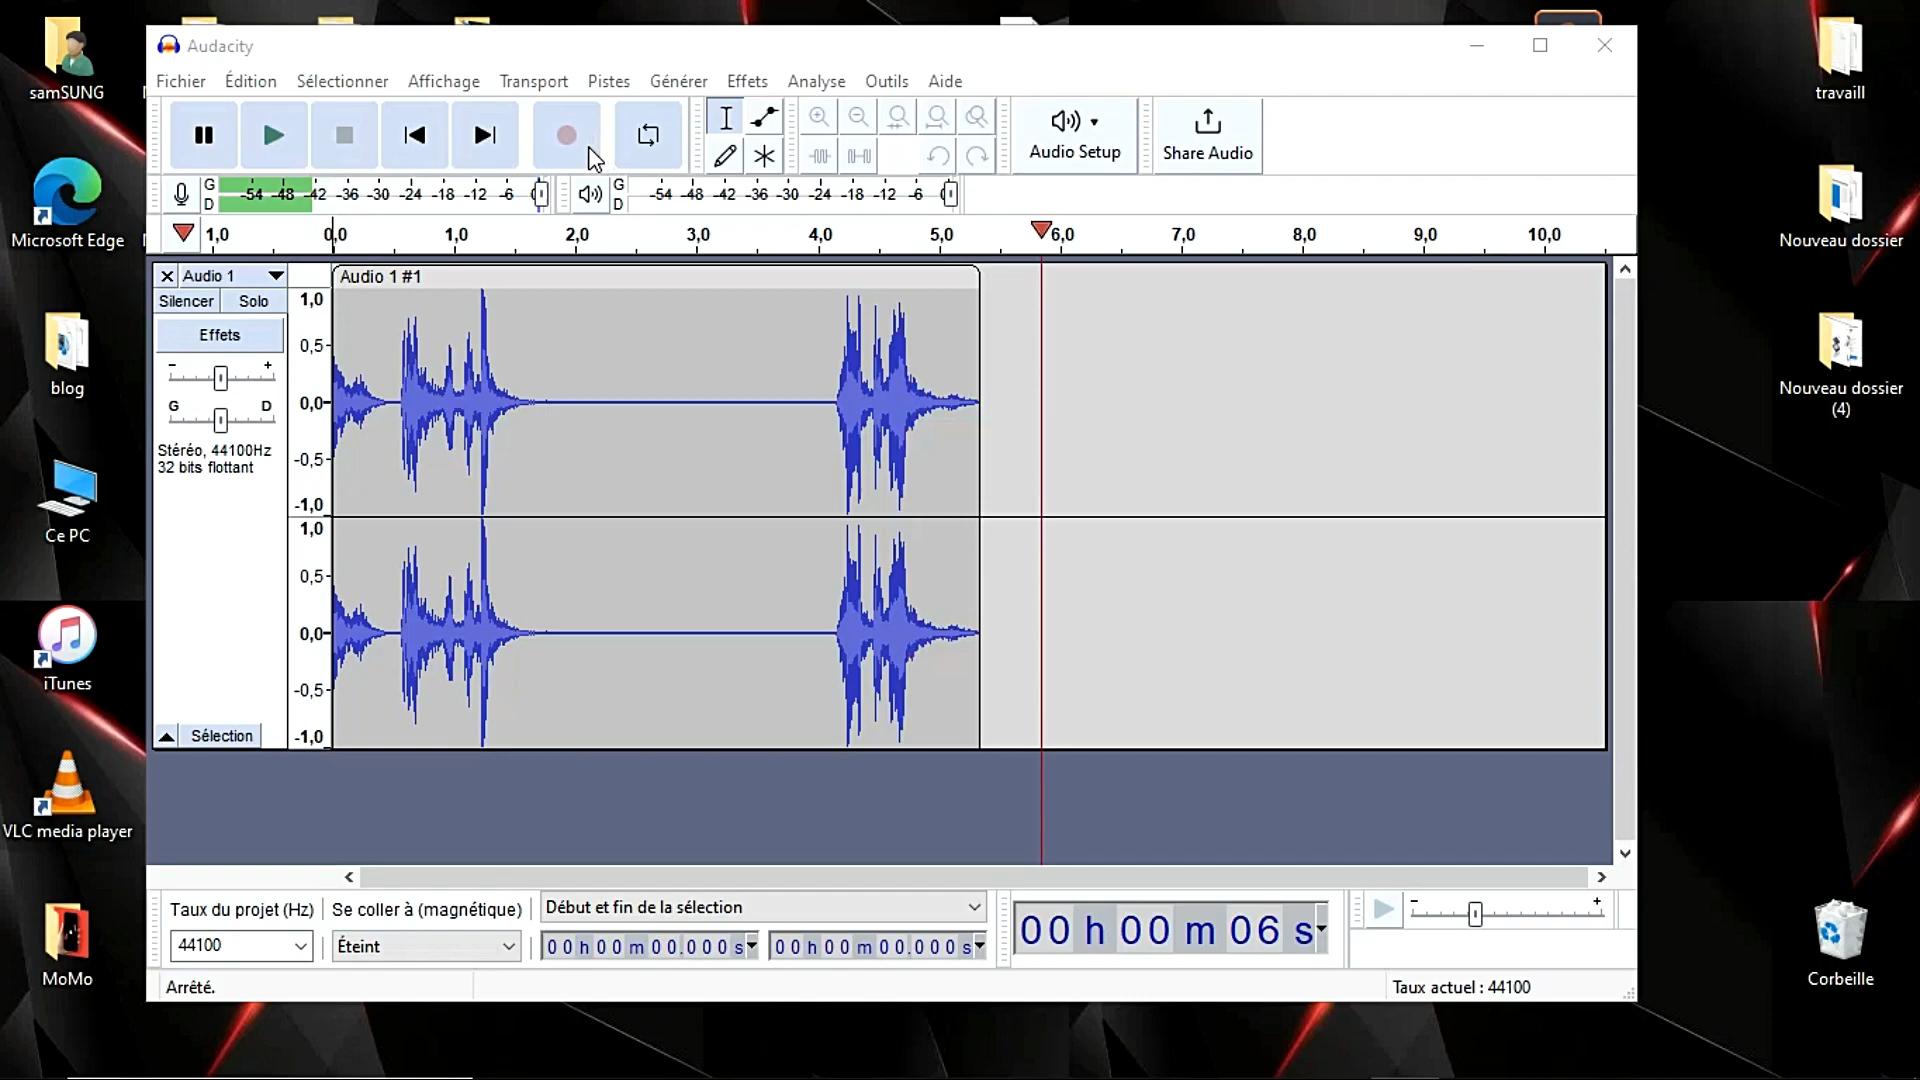 Audacity
Fichier Édition Sélectionner Affichage Transport Pistes Générer Effets Analyse Outils Aide
Audio Setup
Share Audio
G
D
-54 -48 -42 -36 -30 -24 -18 -12 -6
G
D
-54 -48 -42 -36 -30 -24 -18 -12 -6
1,0 0,0 1,0 2,0 3,0 4,0 5,0 6,0 7,0 8,0 9,0 10,0
Audio 1
Audio 1 #1
Silencer Solo
Effets
- +
G D
Stéréo, 44100Hz
32 bits flottant
Sélection
1,0
0,5-
0,0-
-0,5-
-1,0
1,0
0,5-
0,0-
-0,5-
-1,0
Taux du projet (Hz)
44100
Se coller à (magnétique)
Éteint
Début et fin de la sélection
00 h 00 m 00.000 s
00 h 00 m 00.000 s
00 h 00 m 06 s
- +
Arrêté.
Taux actuel : 44100
samSUNG
Microsoft Edge
blog
Ce PC
iTunes
VLC media player
MoMo
travaill
Nouveau dossier
Nouveau dossier
(4)
Corbeille